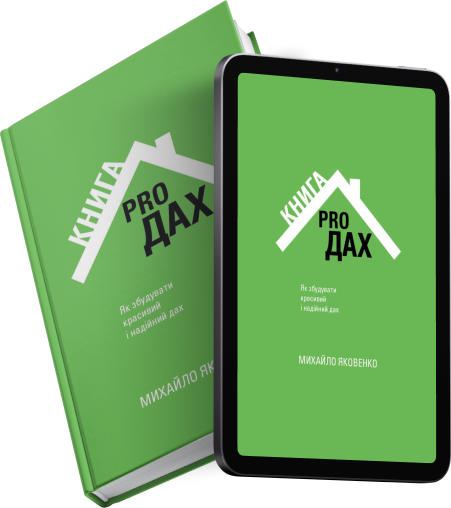 КНИГА
PRO
ДАХ
Як збудувати
красивий
і надійний дах
МИХАЙЛО ЯК
КНИГА
PRO
ДАХ
Як збудувати
красивий
і надійний дах
МИХАЙЛО ЯКОВЕНКО